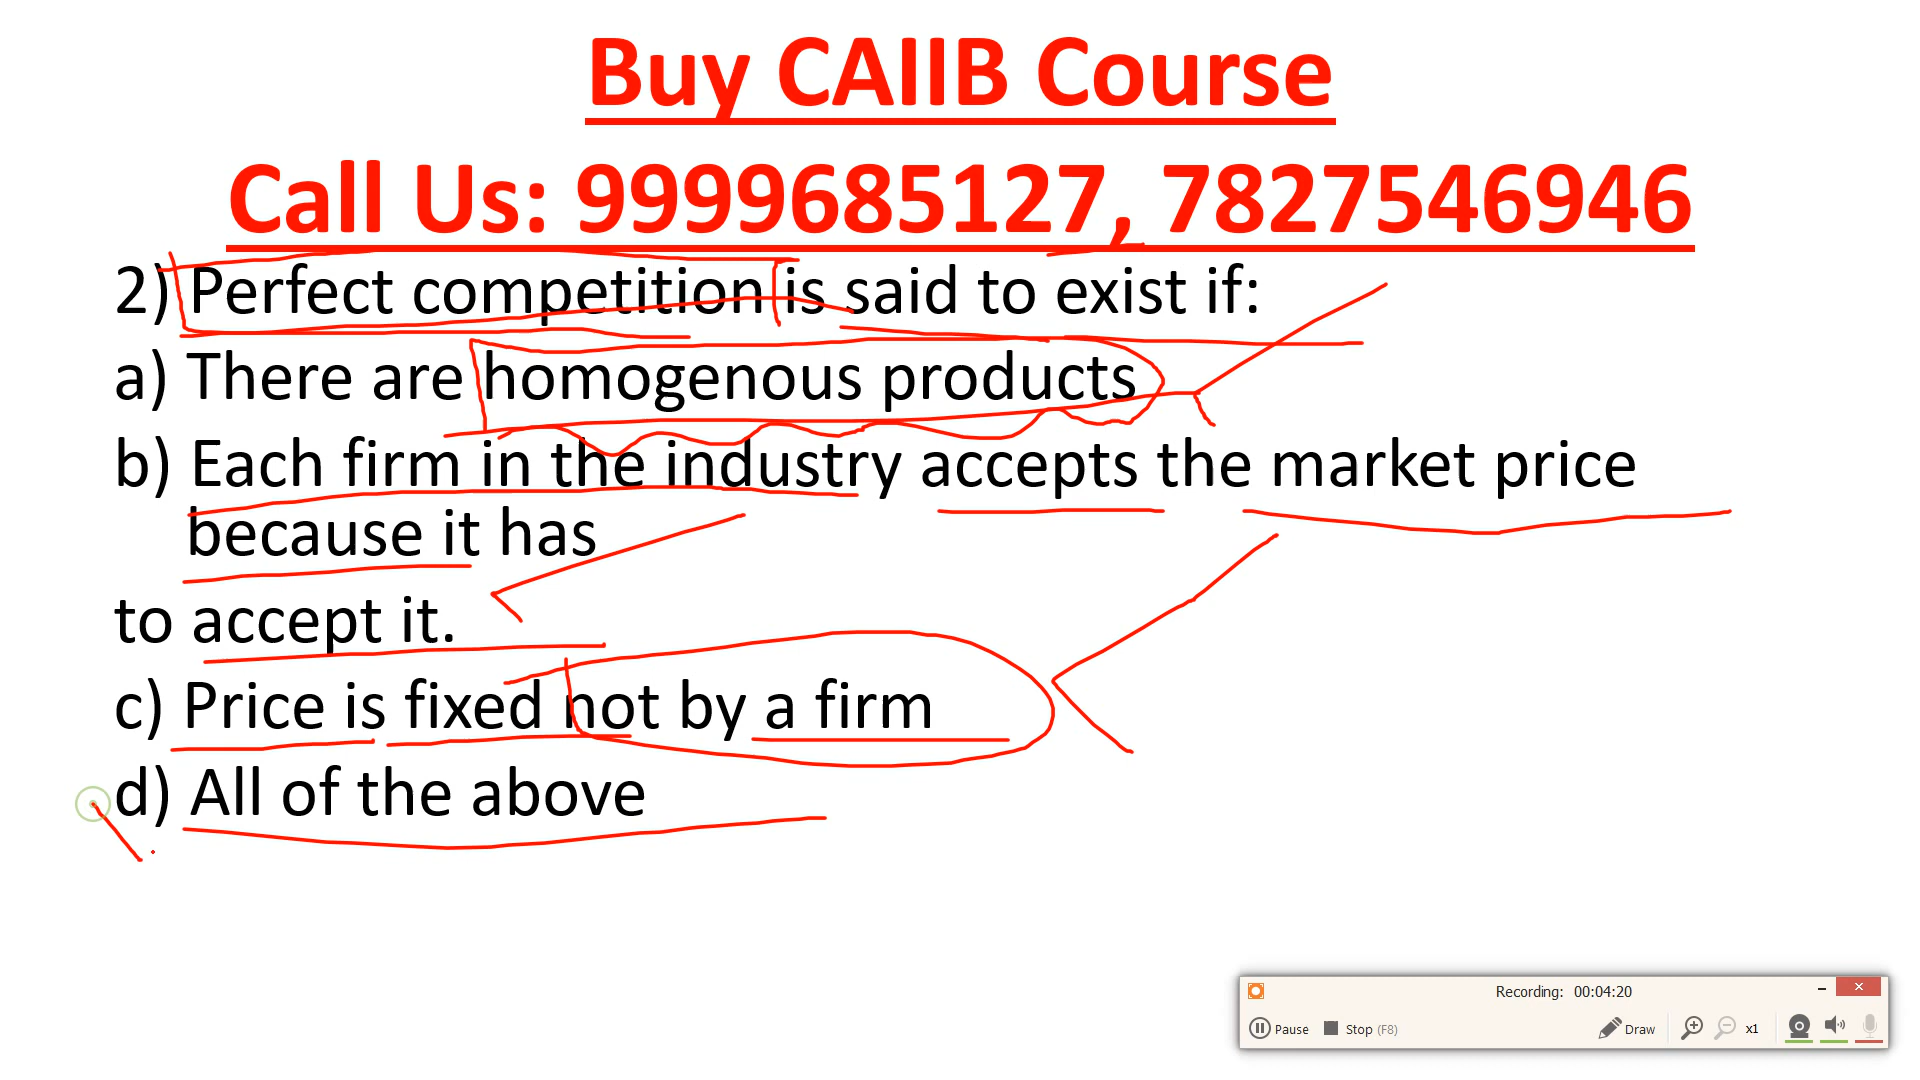 Buy CAIIB Course
Call Us: 9999685127, 7827546946
2) Perfect competition is said to exist if:
a) There are homogenous products
b) Each firm in the industry accepts the market price
because it has
to accept it.
c) Price is fixed not by a firm
d) All of the above
Recording: 00:04:20
Pause Stop (F8) Draw x1